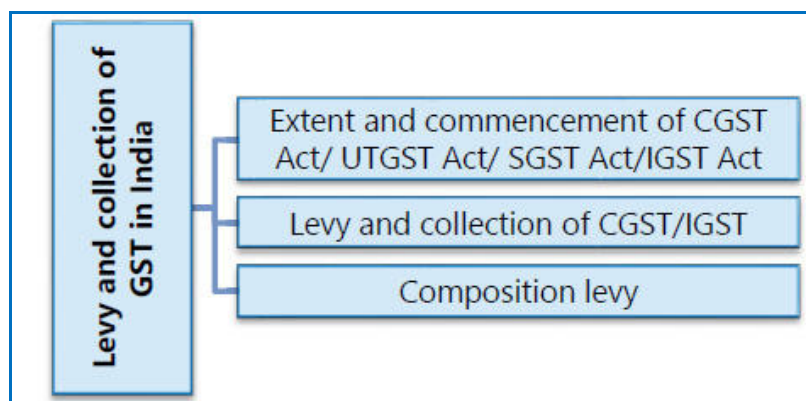 Levy and collection of
GST in India
Extent and commencement of CGST
Act/ UTGST Act/ SGST Act/IGST Act
Levy and collection of CGST/IGST
Composition levy